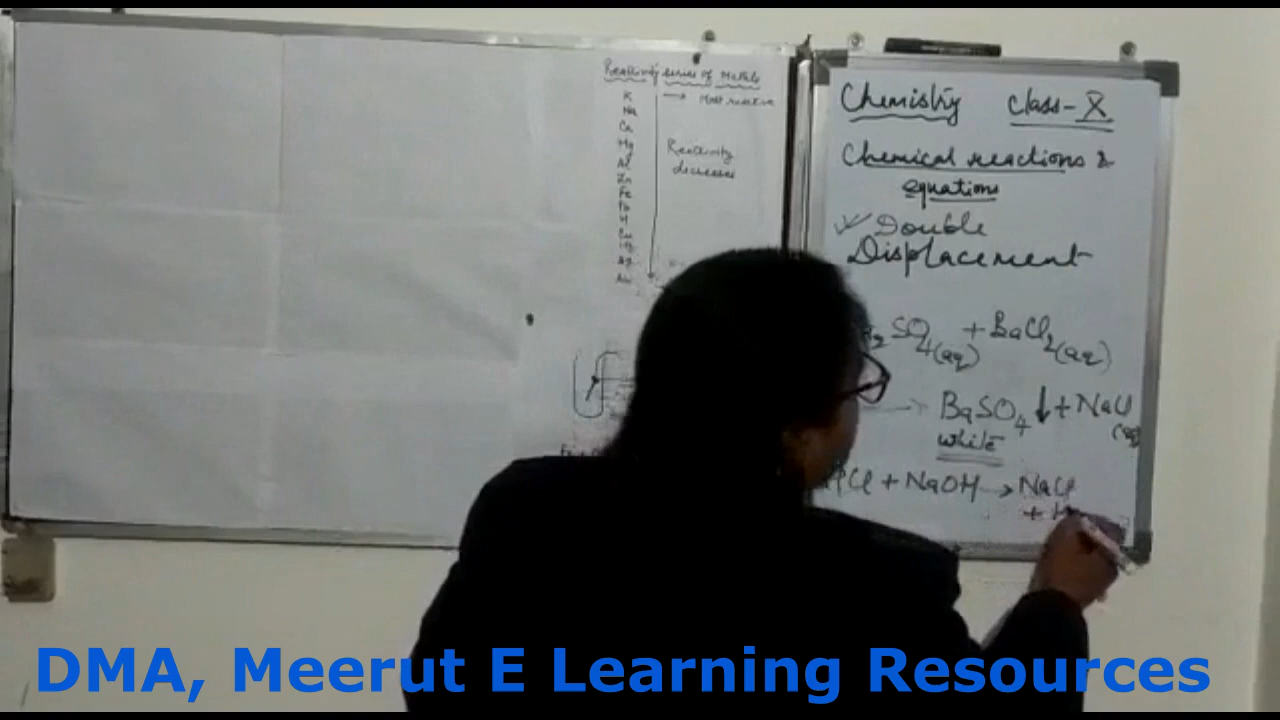 Reactivity series of Metals
K → Most reactive
Na
Ca
Mg
Al
Zn
Fe
Pb
H
Cu
Hg
Ag
Au
Reactivity
decreases
Chemistry Class-X
Chemical reactions &
equations
Double
Displacement
SO4(aq) + BaCl2(aq)
→ BaSO4 ↓ + NaCl
(aq)
white
HCl + NaOH → NaCl
+
DMA, Meerut E Learning Resources